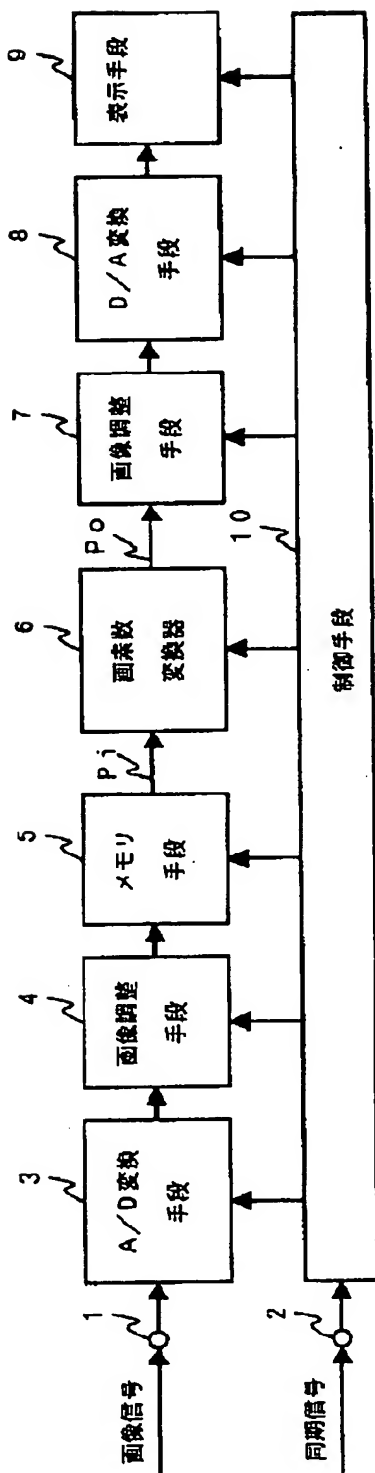 画像信号
1
3
A/D変換
手段
4
画像調整
手段
5
メモリ
手段
Pi
6
画素数
変換器
Po
7
画像調整
手段
8
D/A変換
手段
9
表示手段
同期信号
2
10
制御手段